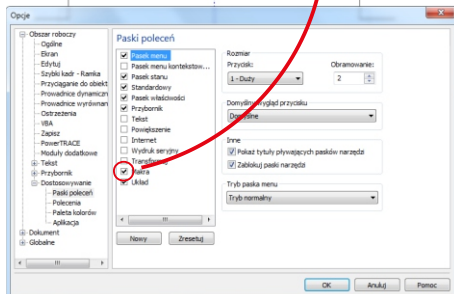 Opcje
Obszar roboczy
Ogólne
Ekran
Edytuj
Szybki kadr - Ramka
Przyciąganie do obiekt
Prowadnice dynamiczn
Prowadnice wyrównan
Ostrzeżenia
VBA
Zapisz
PowerTRACE
Moduły dodatkowe
Tekst
Przybornik
Dostosowywanie
Paski poleceń
Polecenia
Paleta kolorów
Aplikacja
Dokument
Globalne
Paski poleceń
Pasek menu
Pasek menu kontekstow...
Pasek stanu
Standardowy
Pasek właściwości
Przybornik
Tekst
Powiększenie
Internet
Wydruk seryjny
Transformuj
Makra
Układ
Nowy
Zresetuj
Rozmiar
Przycisk:
Obramowanie:
1 - Duży
2
Domyślny wygląd przycisku
Domyślne
Inne
Pokaż tytuły pływających pasków narzędzi
Zablokuj paski narzędzi
Tryb paska menu
Tryb normalny
OK
Anuluj
Pomoc